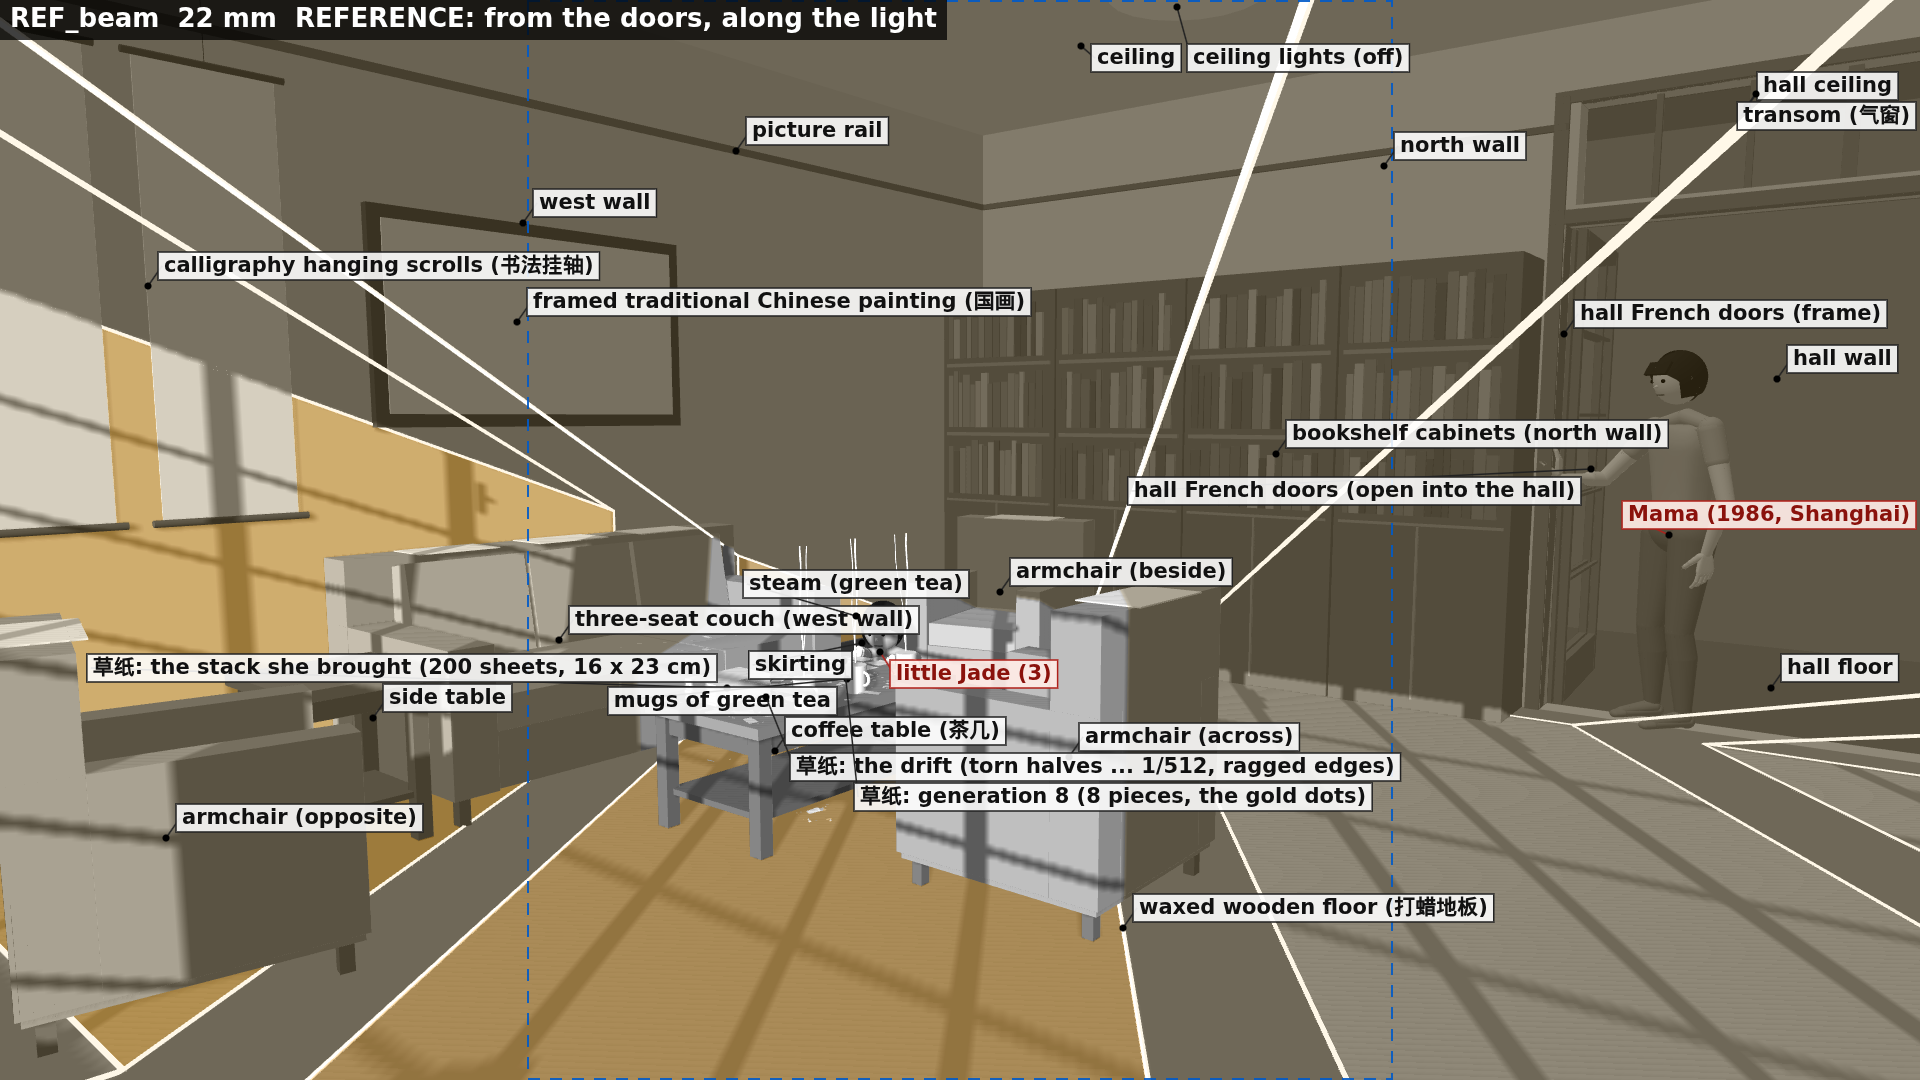 REF_beam 22 mm REFERENCE: from the doors, along the light
ceiling
ceiling lights (off)
hall ceiling
transom (气窗)
picture rail
north wall
west wall
calligraphy hanging scrolls (书法挂轴)
framed traditional Chinese painting (国画)
hall French doors (frame)
hall wall
bookshelf cabinets (north wall)
hall French doors (open into the hall)
Mama (1986, Shanghai)
armchair (beside)
steam (green tea)
three-seat couch (west wall)
草纸: the stack she brought (200 sheets, 16 x 23 cm)
skirting
little Jade (3)
hall floor
side table
mugs of green tea
coffee table (茶几)
armchair (across)
草纸: the drift (torn halves ... 1/512, ragged edges)
草纸: generation 8 (8 pieces, the gold dots)
armchair (opposite)
waxed wooden floor (打蜡地板)